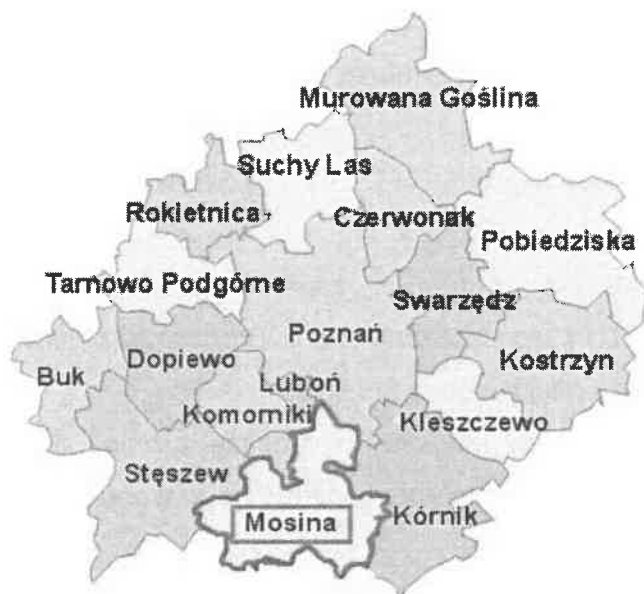 Murowana Goślina
Suchy Las
Rokietnica
Czerwonak
Pobiedziska
Tarnowo Podgórne
Swarzędz
Poznań
Dopiewo
Kostrzyn
Buk
Luboń
Komorniki
Kleszczewo
Stęszew
Mosina
Kórnik